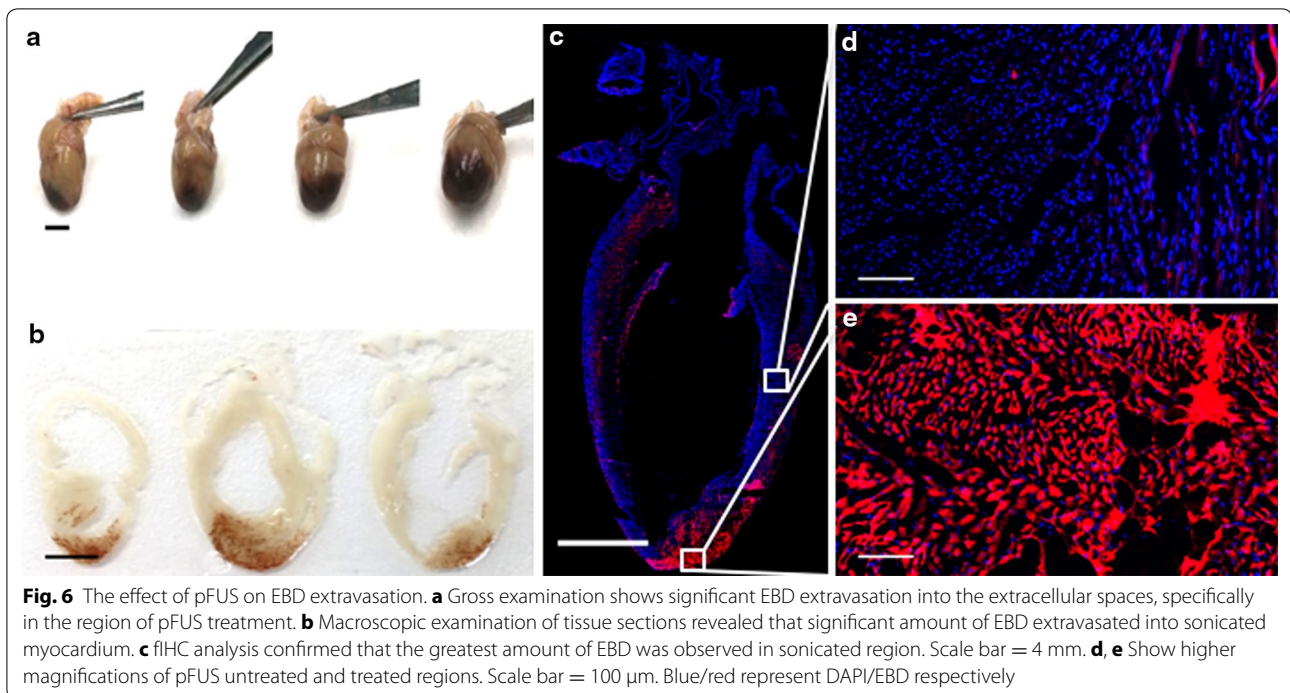 a
b
c
d
e
Fig. 6 The effect of pFUS on EBD extravasation. a Gross examination shows significant EBD extravasation into the extracellular spaces, specifically
in the region of pFUS treatment. b Macroscopic examination of tissue sections revealed that significant amount of EBD extravasated into sonicated
myocardium. c fIHC analysis confirmed that the greatest amount of EBD was observed in sonicated region. Scale bar = 4 mm. d, e Show higher
magnifications of pFUS untreated and treated regions. Scale bar = 100 μm. Blue/red represent DAPI/EBD respectively